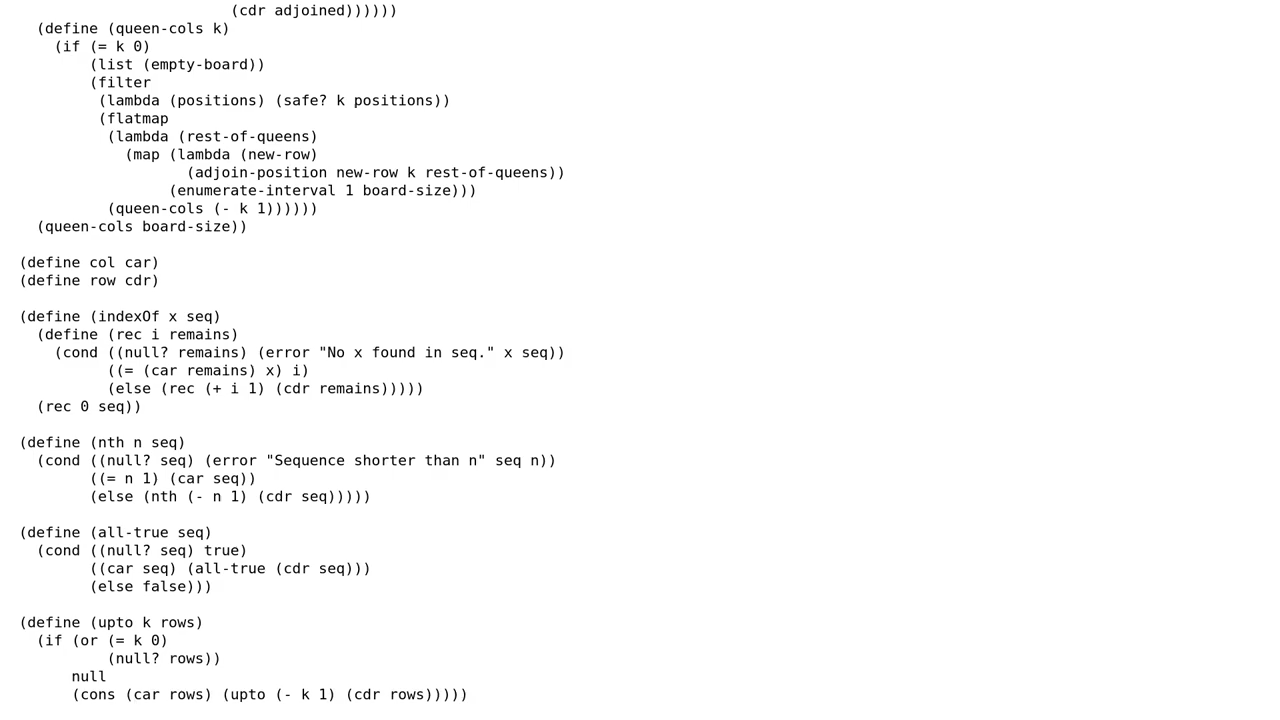 (cdr adjoined))))))
(define (queen-cols k)
(if (= k 0)
(list (empty-board))
(filter
(lambda (positions) (safe? k positions))
(flatmap
(lambda (rest-of-queens)
(map (lambda (new-row)
(adjoin-position new-row k rest-of-queens))
(enumerate-interval 1 board-size)))
(queen-cols (- k 1))))))
(queen-cols board-size))
(define col car)
(define row cdr)
(define (indexOf x seq)
(define (rec i remains)
(cond ((null? remains) (error "No x found in seq." x seq))
((= (car remains) x) i)
(else (rec (+ i 1) (cdr remains)))))
(rec 0 seq))
(define (nth n seq)
(cond ((null? seq) (error "Sequence shorter than n" seq n))
((= n 1) (car seq))
(else (nth (- n 1) (cdr seq)))))
(define (all-true seq)
(cond ((null? seq) true)
((car seq) (all-true (cdr seq)))
(else false)))
(define (upto k rows)
(if (or (= k 0)
(null? rows))
null
(cons (car rows) (upto (- k 1) (cdr rows)))))